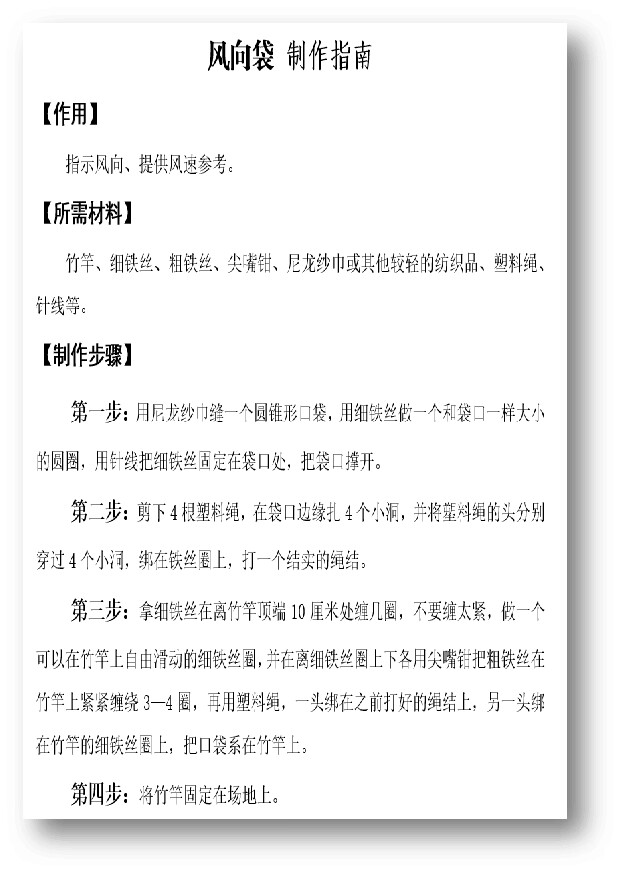 风向袋 制作指南
【作用】
指示风向、提供风速参考。
【所需材料】
竹竿、细铁丝、粗铁丝、尖嘴钳、尼龙纱巾或其他较轻的纺织品、塑料绳、
针线等。
【制作步骤】
第一步：用尼龙纱巾缝一个圆锥形口袋，用细铁丝做一个和袋口一样大小
的圆圈，用针线把细铁丝固定在袋口处，把袋口撑开。
第二步：剪下4根塑料绳，在袋口边缘扎4个小洞，并将塑料绳的头分别
穿过4个小洞，绑在铁丝圈上，打一个结实的绳结。
第三步：拿细铁丝在离竹竿顶端10厘米处缠几圈，不要缠太紧，做一个
可以在竹竿上自由滑动的细铁丝圈，并在离细铁丝圈上下各用尖嘴钳把粗铁丝在
竹竿上紧紧缠绕3—4圈，再用塑料绳，一头绑在之前打好的绳结上，另一头绑
在竹竿的细铁丝圈上，把口袋系在竹竿上。
第四步：将竹竿固定在场地上。